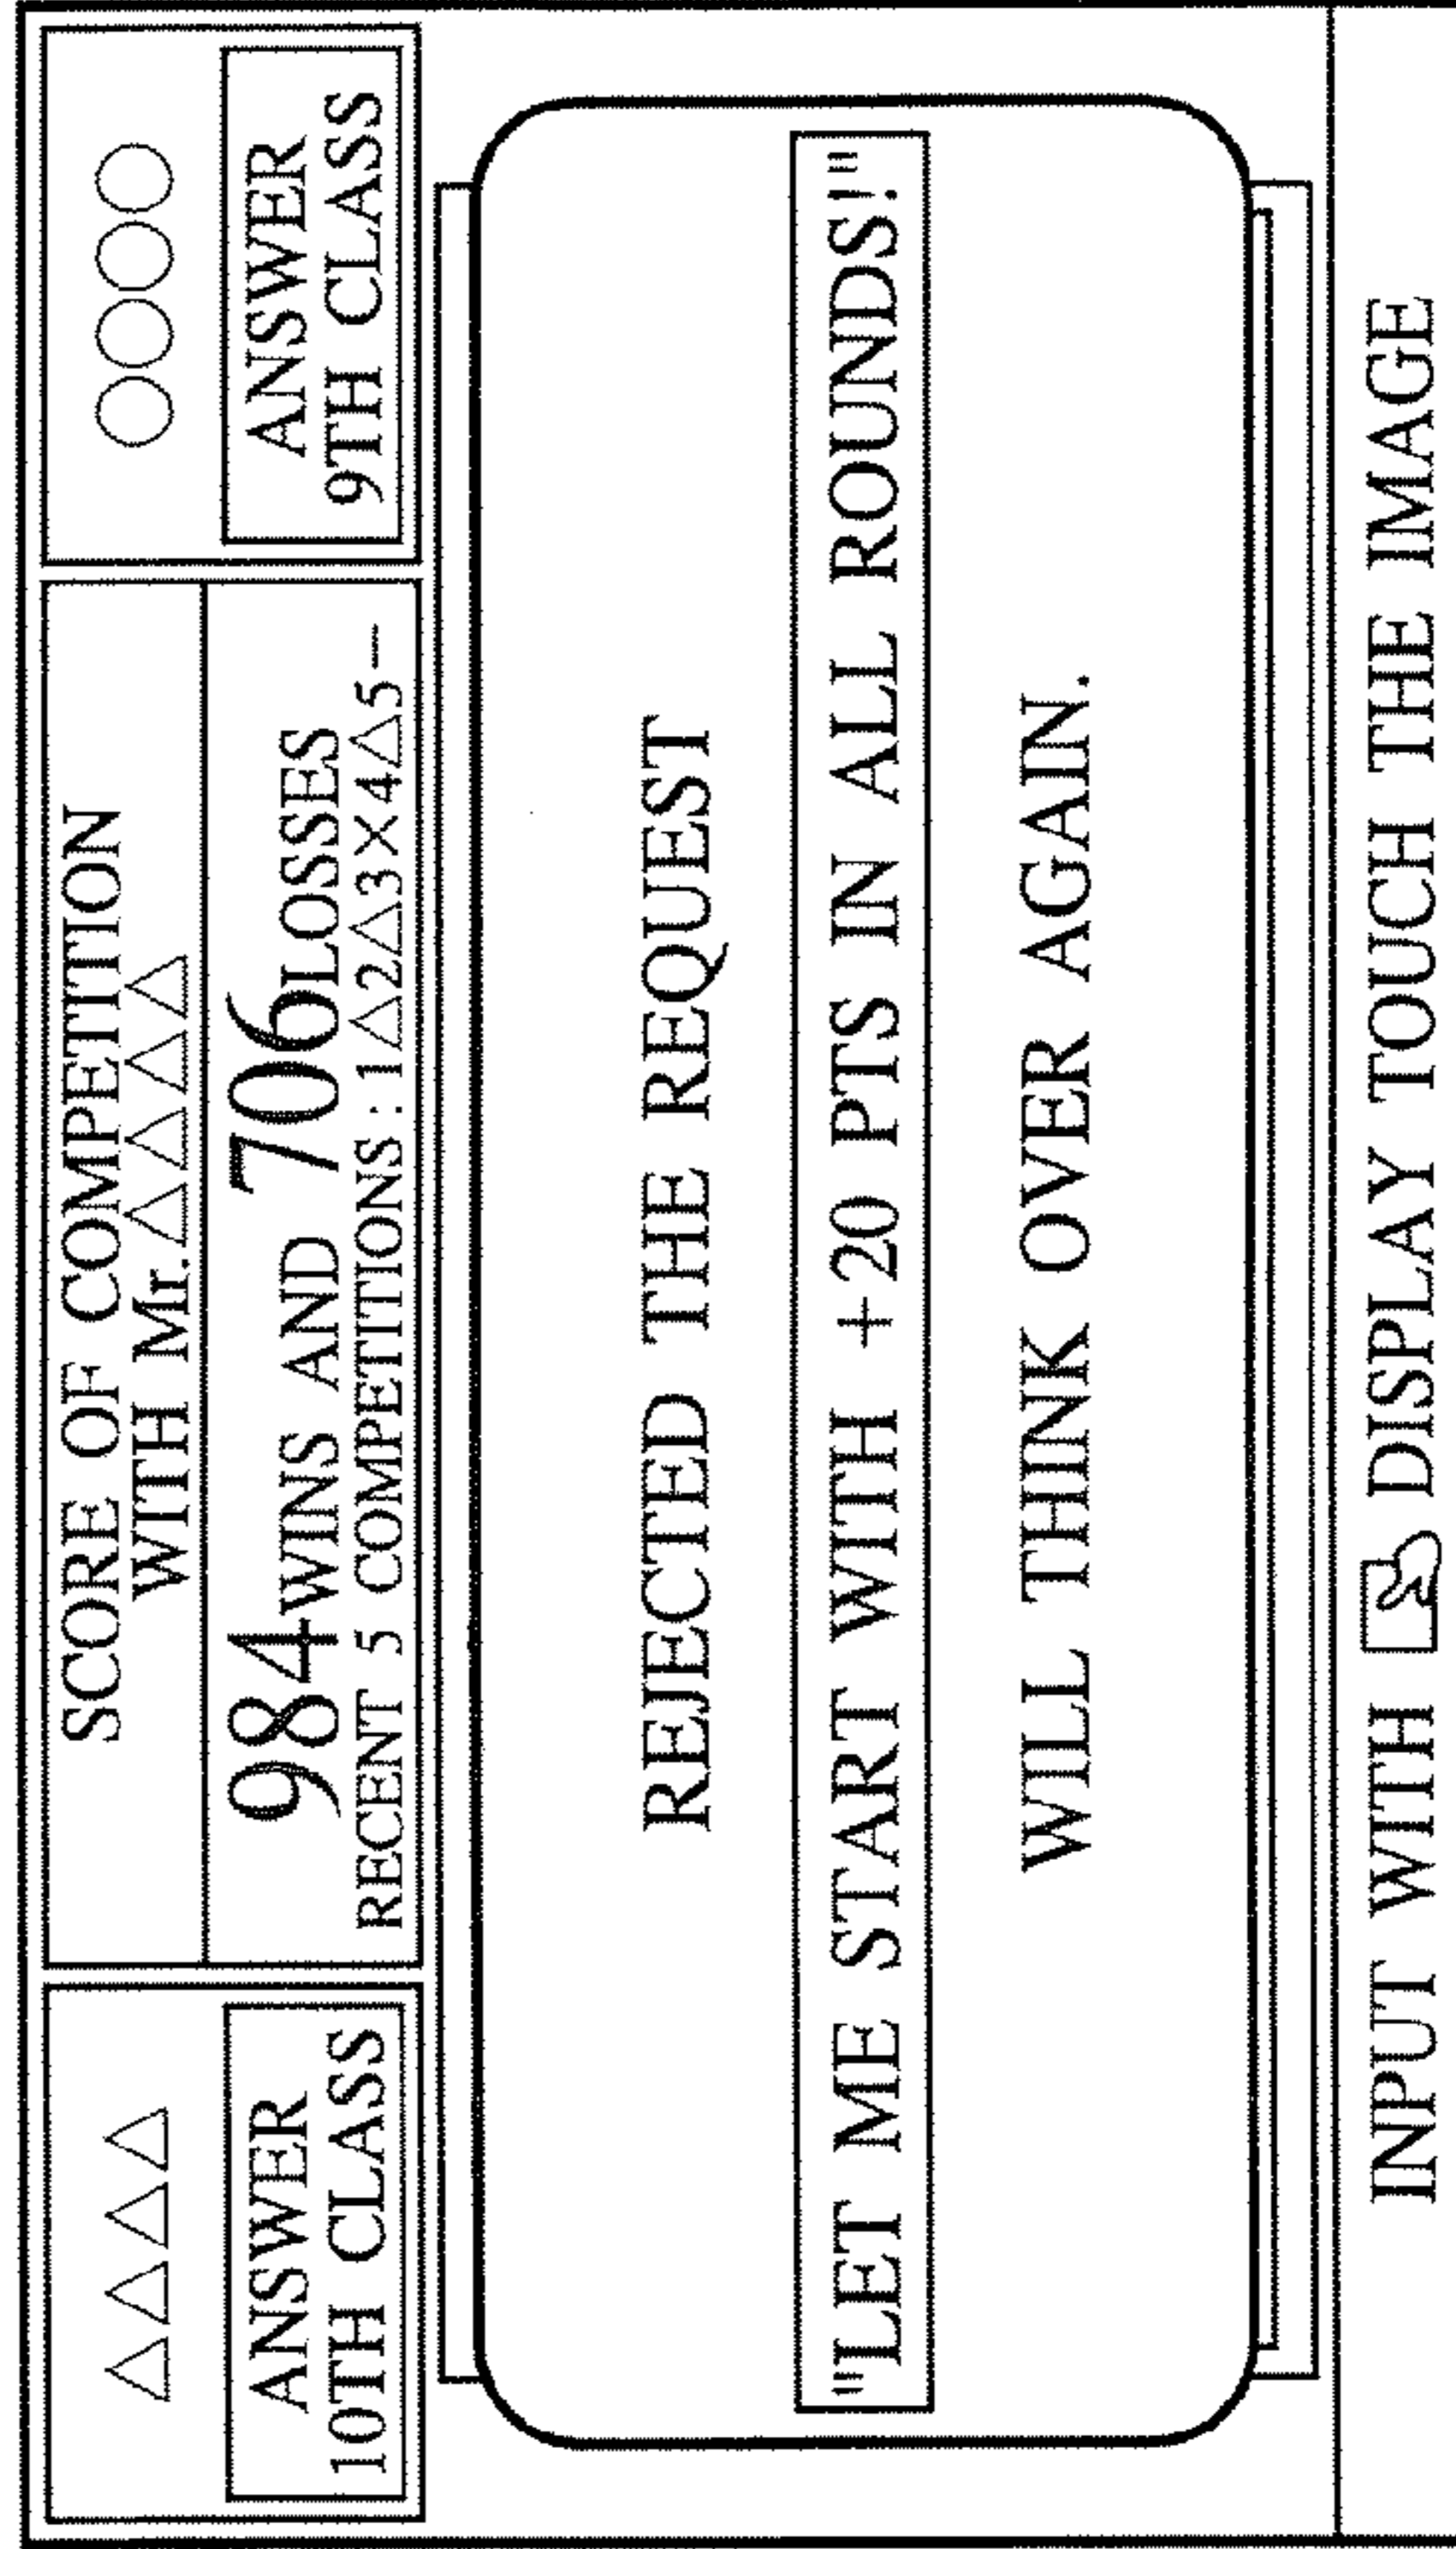 △△△△
ANSWER
10TH CLASS
SCORE OF COMPETITION
WITH Mr.△△△△
984WINS AND 706LOSSES
RECENT 5 COMPETITIONS : 1△2△3×4△5−
○○○○
ANSWER
9TH CLASS
REJECTED THE REQUEST
"LET ME START WITH +20 PTS IN ALL ROUNDS!"
WILL THINK OVER AGAIN.
INPUT WITH DISPLAY TOUCH THE IMAGE